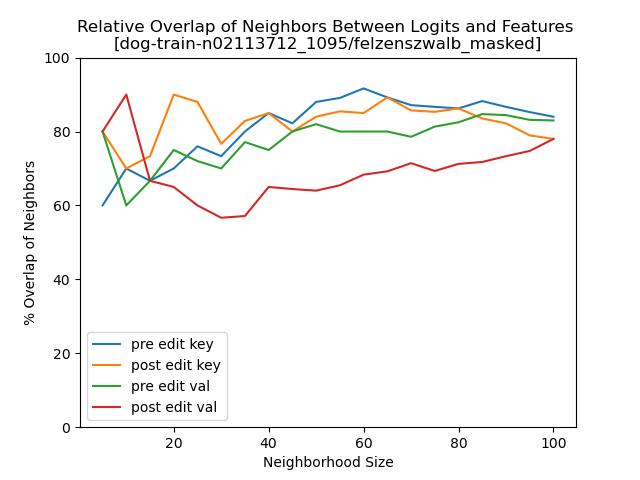 Relative Overlap of Neighbors Between Logits and Features
[dog-train-n02113712_1095/felzenszwalb_masked]
% Overlap of Neighbors
100
80
60
40
20
0
pre edit key
post edit key
pre edit val
post edit val
20 40 60 80 100
Neighborhood Size